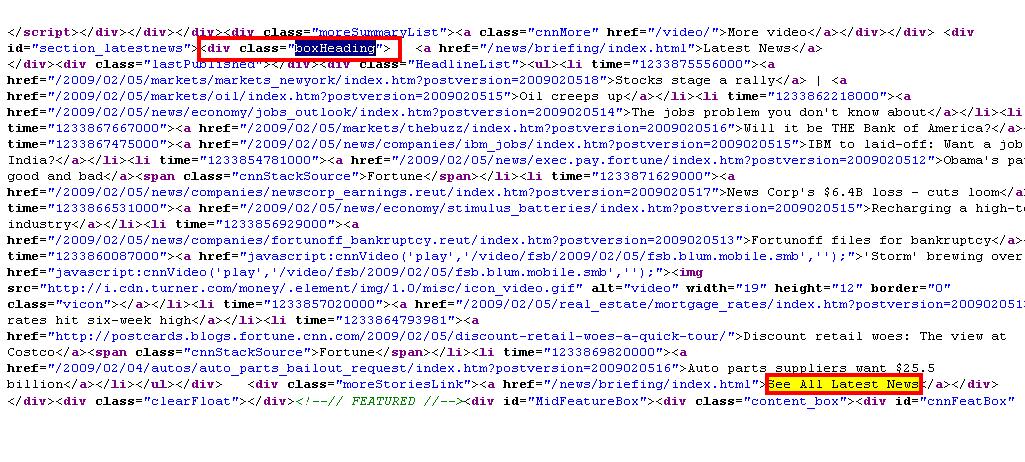 </script></div></div></div><div class="moreSummaryList"><a class="cnnMore" href="/video/">More video</a></div></div> <div
id="section_latestnews"><div class="boxHeading">   <a href="/news/briefing/index.html">Latest News</a>
</div><div class="lastPublished"></div><div class="HeadlineList"><ul><li time="1233875556000"><a
href="/2009/02/05/markets/markets_newyork/index.htm?postversion=2009020518">Stocks stage a rally</a> | <a
href="/2009/02/05/markets/oil/index.htm?postversion=2009020515">Oil creeps up</a></li><li time="1233862218000"><a
href="/2009/02/05/news/economy/jobs_outlook/index.htm?postversion=2009020514">The jobs problem you don't know about</a></li><li
time="1233867667000"><a href="/2009/02/05/markets/thebuzz/index.htm?postversion=2009020516">Will it be THE Bank of America?</a>
time="1233867475000"><a href="/2009/02/05/news/companies/ibm_jobs/index.htm?postversion=2009020515">IBM to laid-off: Want a job
India?</a></li><li time="1233854781000"><a href="/2009/02/05/news/exec.pay.fortune/index.htm?postversion=2009020512">Obama's pa
good and bad</a><span class="cnnStackSource">Fortune</span></li><li time="1233871629000"><a
href="/2009/02/05/news/companies/newscorp_earnings.reut/index.htm?postversion=2009020517">News Corp's $6.4B loss - cuts loom</a
time="1233866531000"><a href="/2009/02/05/news/economy/stimulus_batteries/index.htm?postversion=2009020515">Recharging a high-t
industry</a></li><li time="1233856929000"><a
href="/2009/02/05/news/companies/fortunoff_bankruptcy.reut/index.htm?postversion=2009020513">Fortunoff files for bankruptcy</a>
time="1233860087000"><a href="javascript:cnnVideo('play','/video/fsb/2009/02/05/fsb.blum.mobile.smb','');">'Storm' brewing over
href="javascript:cnnVideo('play','/video/fsb/2009/02/05/fsb.blum.mobile.smb','');"><img
src="http://i.cdn.turner.com/money/.element/img/1.0/misc/icon_video.gif" alt="video" width="19" height="12" border="0"
class="vicon"></a></li><li time="1233857020000"><a href="/2009/02/05/real_estate/mortgage_rates/index.htm?postversion=200902051
rates hit six-week high</a></li><li time="1233864793981"><a
href="http://postcards.blogs.fortune.cnn.com/2009/02/05/discount-retail-woes-a-quick-tour/">Discount retail woes: The view at
Costco</a><span class="cnnStackSource">Fortune</span></li><li time="1233869820000"><a
href="/2009/02/04/autos/auto_parts_bailout_request/index.htm?postversion=2009020516">Auto parts suppliers want $25.5
billion</a></li></ul></div>   <div class="moreStoriesLink"><a href="/news/briefing/index.html">See All Latest News</a></div>
</div><div class="clearFloat"></div><!--// FEATURED //--><div id="MidFeatureBox"><div class="content_box"><div id="cnnFeatBox"